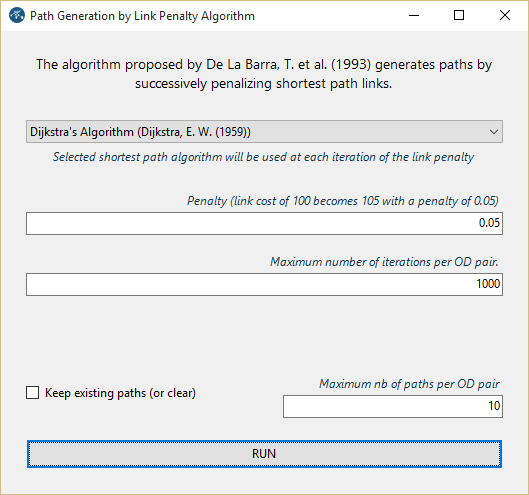 Path Generation by Link Penalty Algorithm
The algorithm proposed by De La Barra, T. et al. (1993) generates paths by
successively penalizing shortest path links.
Dijkstra's Algorithm (Dijkstra, E. W. (1959))
Selected shortest path algorithm will be used at each iteration of the link penalty
Penalty (link cost of 100 becomes 105 with a penalty of 0.05)
0.05
Maximum number of iterations per OD pair.
1000
Maximum nb of paths per OD pair
Keep existing paths (or clear)
10
RUN